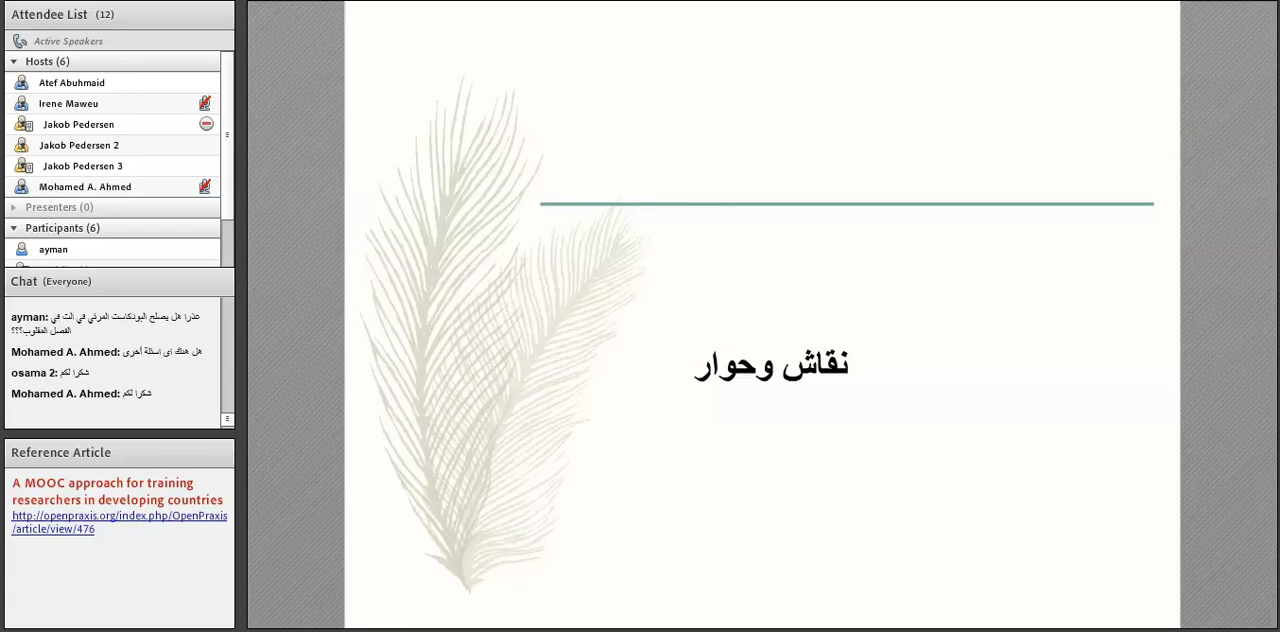 Attendee List (12)
Active Speakers
Hosts (6)
Atef Abuhmaid
Irene Maweu
Jakob Pedersen
Jakob Pedersen 2
Jakob Pedersen 3
Mohamed A. Ahmed
Presenters (0)
Participants (6)
ayman
Chat (Everyone)
ayman: عذرا هل يصلح البودكاست المرئي في الت في
الفصل المقلوب؟؟؟
Mohamed A. Ahmed: هل هنك اى اسئلة أخرى
osama 2: شكرا لكم
Mohamed A. Ahmed: شكرا لكم
Reference Article
A MOOC approach for training
researchers in developing countries
http://openpraxis.org/index.php/OpenPraxis
/article/view/476
نقاش وحوار